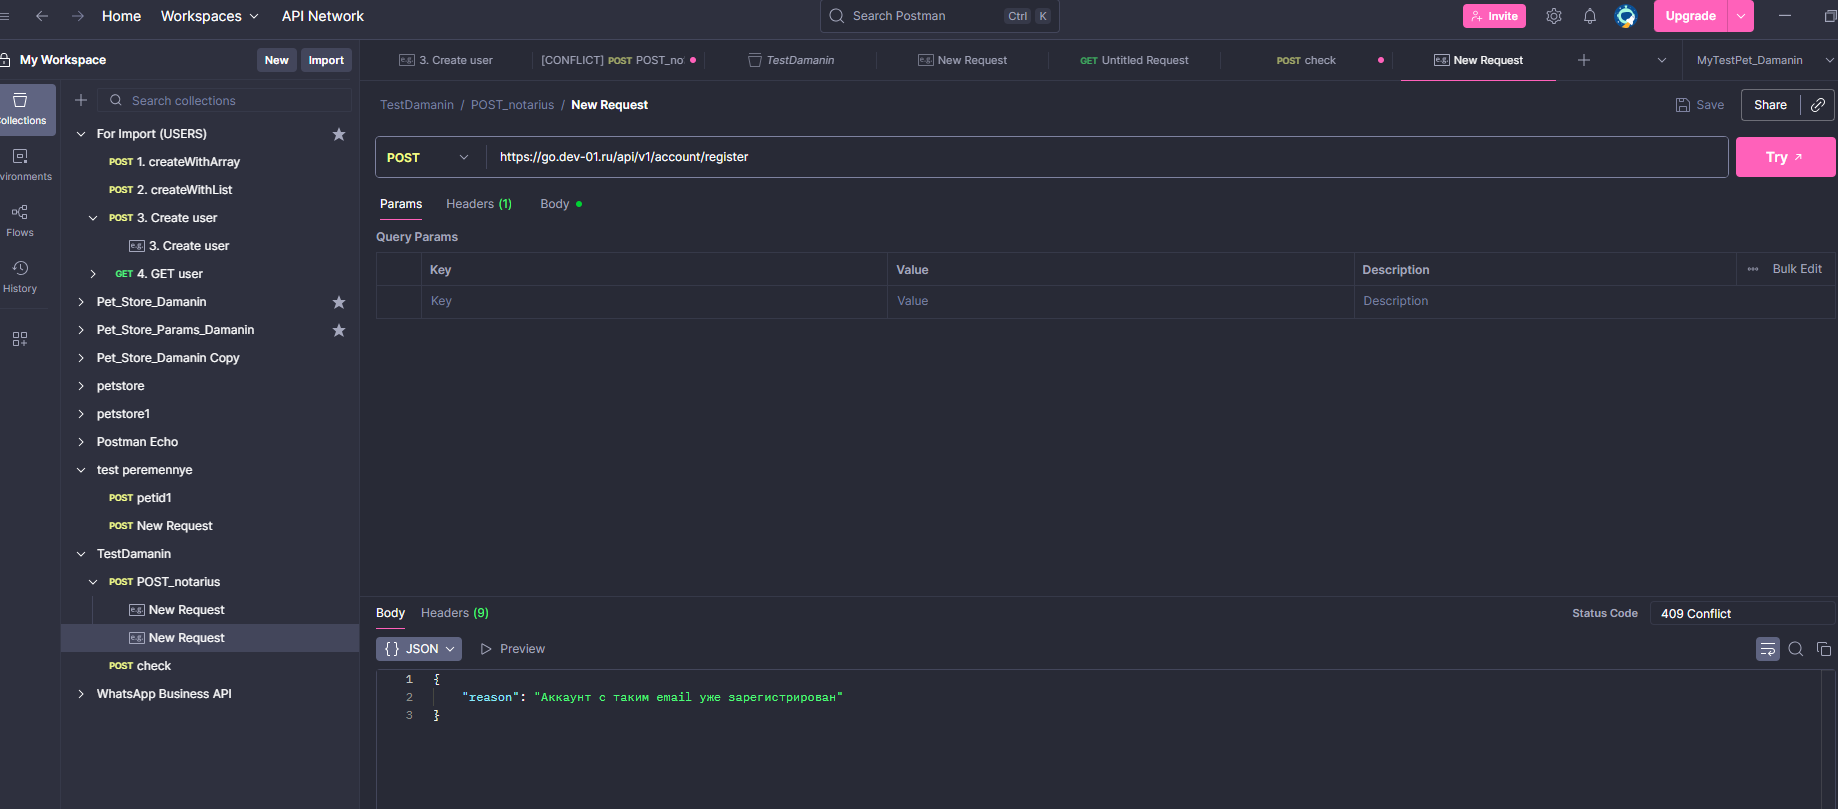 Home
Workspaces
API Network
Search Postman
Ctrl
K
Invite
Upgrade
My Workspace
New
Import
3. Create user
[CONFLICT] POST POST_no
TestDamanin
New Request
GET Untitled Request
POST check
New Request
MyTestPet_Damanin
ollections
vironments
Flows
History
Search collections
For Import (USERS)
POST 1. createWithArray
POST 2. createWithList
POST 3. Create user
e.g. 3. Create user
GET 4. GET user
Pet_Store_Damanin
Pet_Store_Params_Damanin
Pet_Store_Damanin Copy
petstore
petstore1
Postman Echo
test peremennye
POST petid1
POST New Request
TestDamanin
POST POST_notarius
e.g. New Request
e.g. New Request
POST check
WhatsApp Business API
TestDamanin / POST_notarius / New Request
Save
Share
POST
https://go.dev-01.ru/api/v1/account/register
Try
Params
Headers (1)
Body
Query Params
Key
Value
Description
Bulk Edit
Key
Value
Description
Body
Headers (9)
Status Code
409 Conflict
{} JSON
Preview
1 {
2 "reason": "Аккаунт с таким email уже зарегистрирован"
3 }